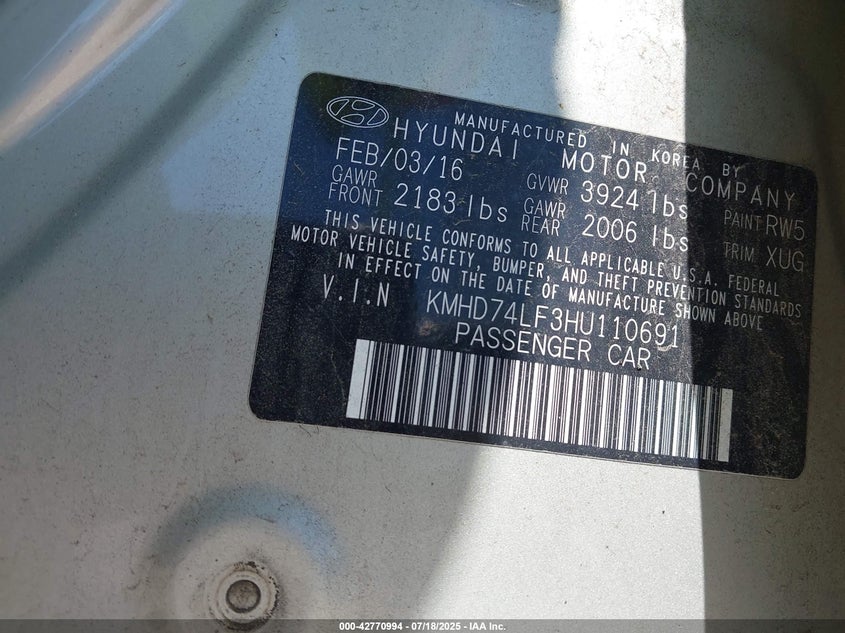 MANUFACTURED IN KOREA BY
HYUNDAI MOTOR COMPANY
FEB/03/16 GVWR 3924 lbs PAINT RW5
GAWR FRONT 2183 lbs GAWR REAR 2006 lbs TRIM XUG
THIS VEHICLE CONFORMS TO ALL APPLICABLE U.S.A. FEDERAL
MOTOR VEHICLE SAFETY, BUMPER, AND THEFT PREVENTION STANDARDS
IN EFFECT ON THE DATE OF MANUFACTURE SHOWN ABOVE
V.I.N KMHD74LF3HU110691
PASSENGER CAR
000-42770994 - 07/18/2025 - IAA Inc.